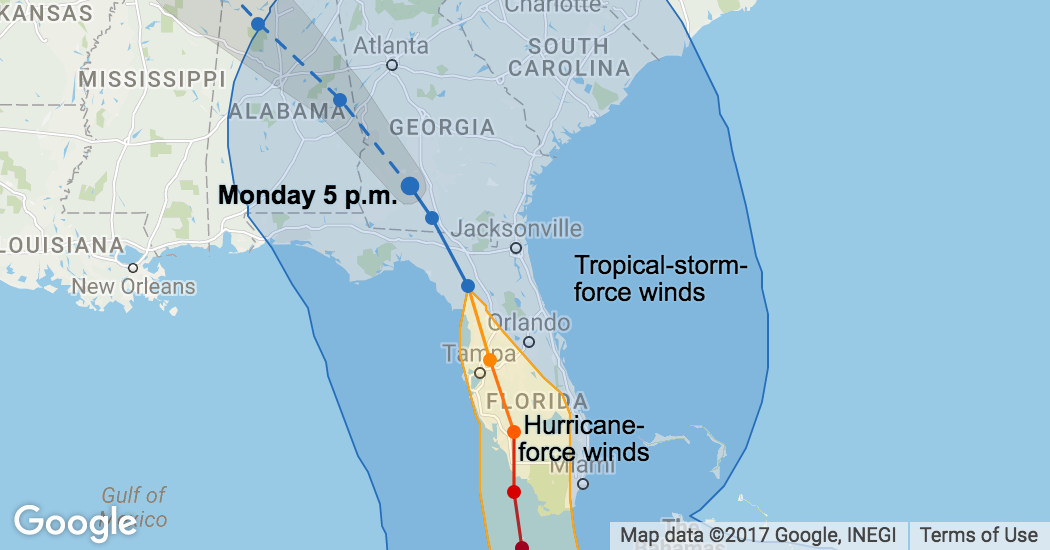 KANSAS
Charlotte
Atlanta
SOUTH
CAROLINA
MISSISSIPPI
ALABAMA
GEORGIA
Monday 5 p.m.
Jacksonville
LOUISIANA
New Orleans
Tropical-storm-
force winds
Orlando
Tampa
FLORIDA
Hurricane-
force winds
Miami
Gulf of
Mexico
Google
The
Bahamas
Map data ©2017 Google, INEGI
Terms of Use